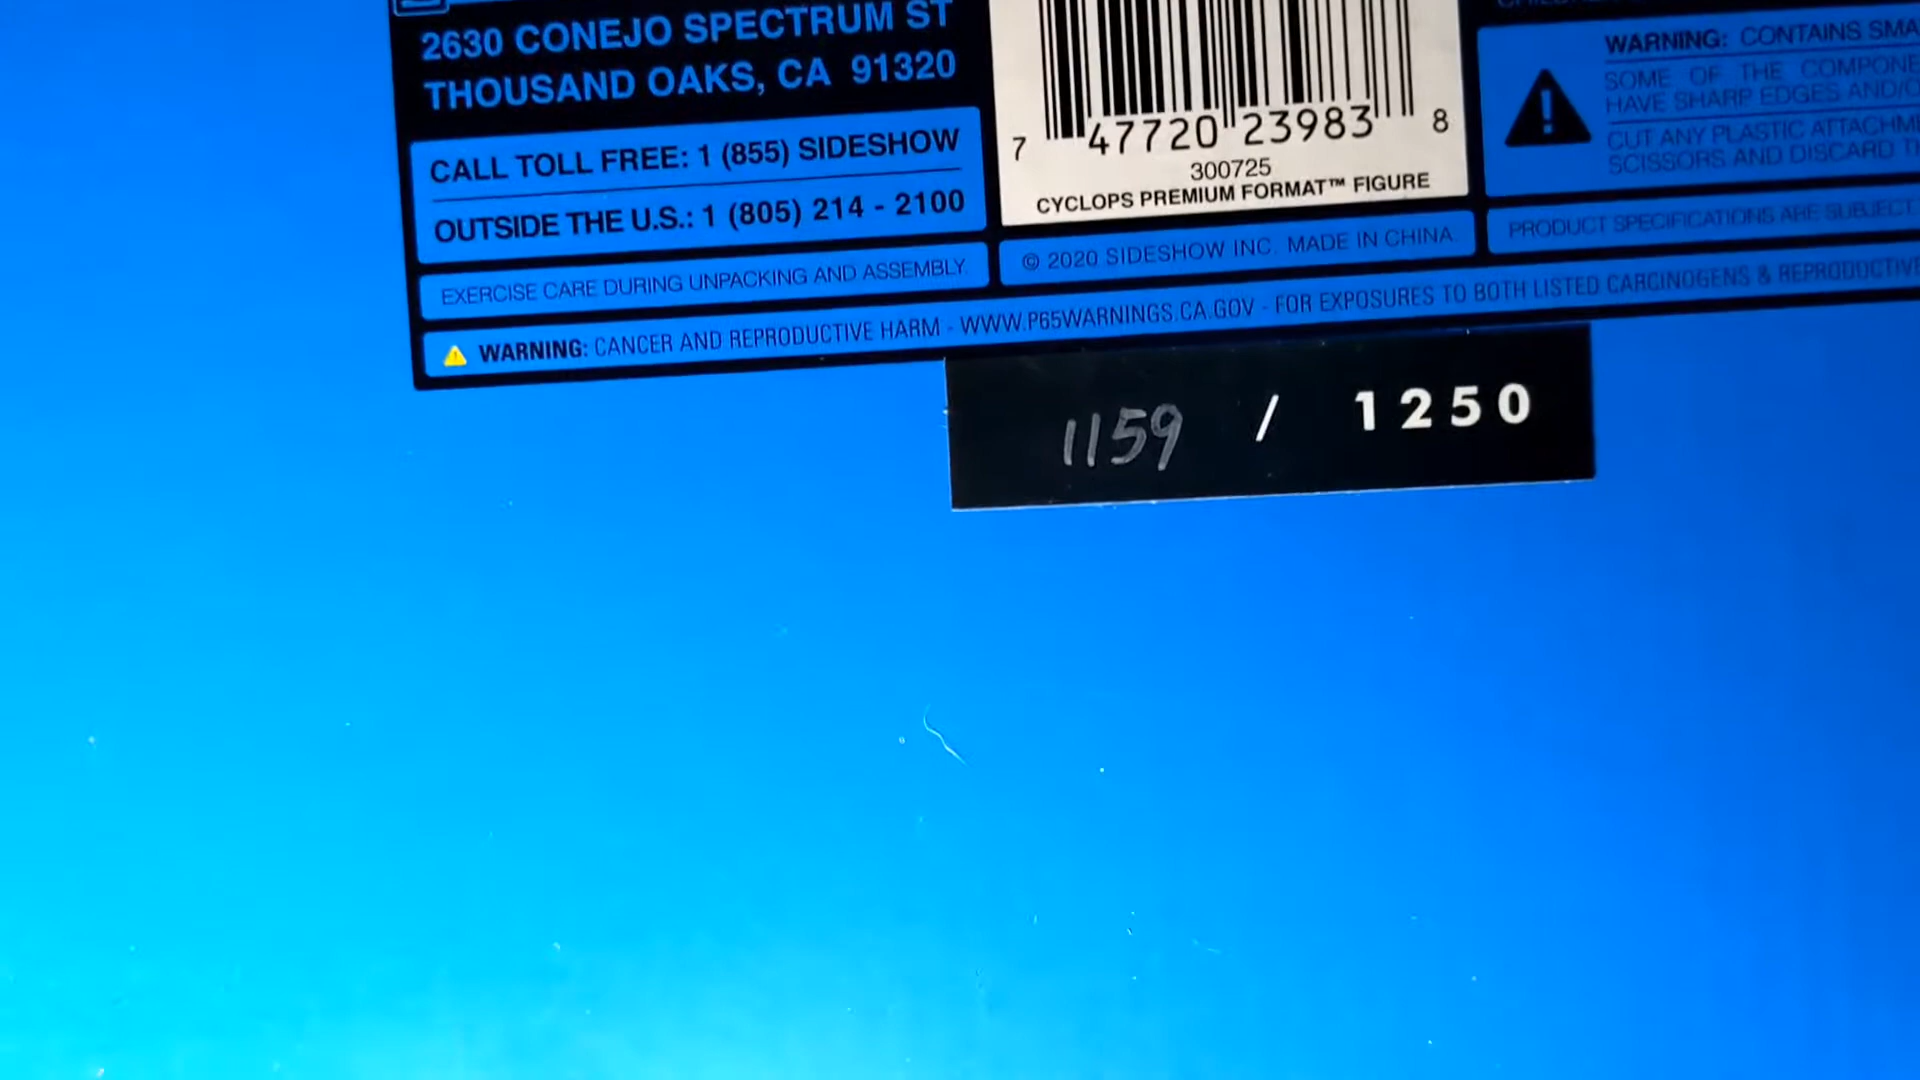 2630 CONEJO SPECTRUM ST
THOUSAND OAKS, CA 91320
CALL TOLL FREE: 1 (855) SIDESHOW
OUTSIDE THE U.S.: 1 (805) 214 - 2100
EXERCISE CARE DURING UNPACKING AND ASSEMBLY.
7 47720 23983 8
300725
CYCLOPS PREMIUM FORMAT™ FIGURE
© 2020 SIDESHOW INC. MADE IN CHINA.
WARNING: CONTAINS SMA
SOME OF THE COMPONE
HAVE SHARP EDGES AND/O
CUT ANY PLASTIC ATTACHM
SCISSORS AND DISCARD T
PRODUCT SPECIFICATIONS ARE SUBJECT
WARNING: CANCER AND REPRODUCTIVE HARM - WWW.P65WARNINGS.CA.GOV - FOR EXPOSURES TO BOTH LISTED CARCINOGENS & REPRODUCTIV
1159 / 1250